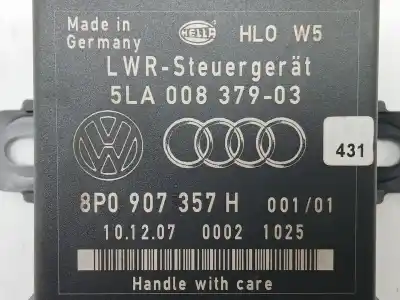 Made in
Germany
HELLA
HLO W5
LWR-Steuergerät
5LA 008 379-03
431
8P0 907 357 H 001/01
10.12.07 0002 1025
Handle with care